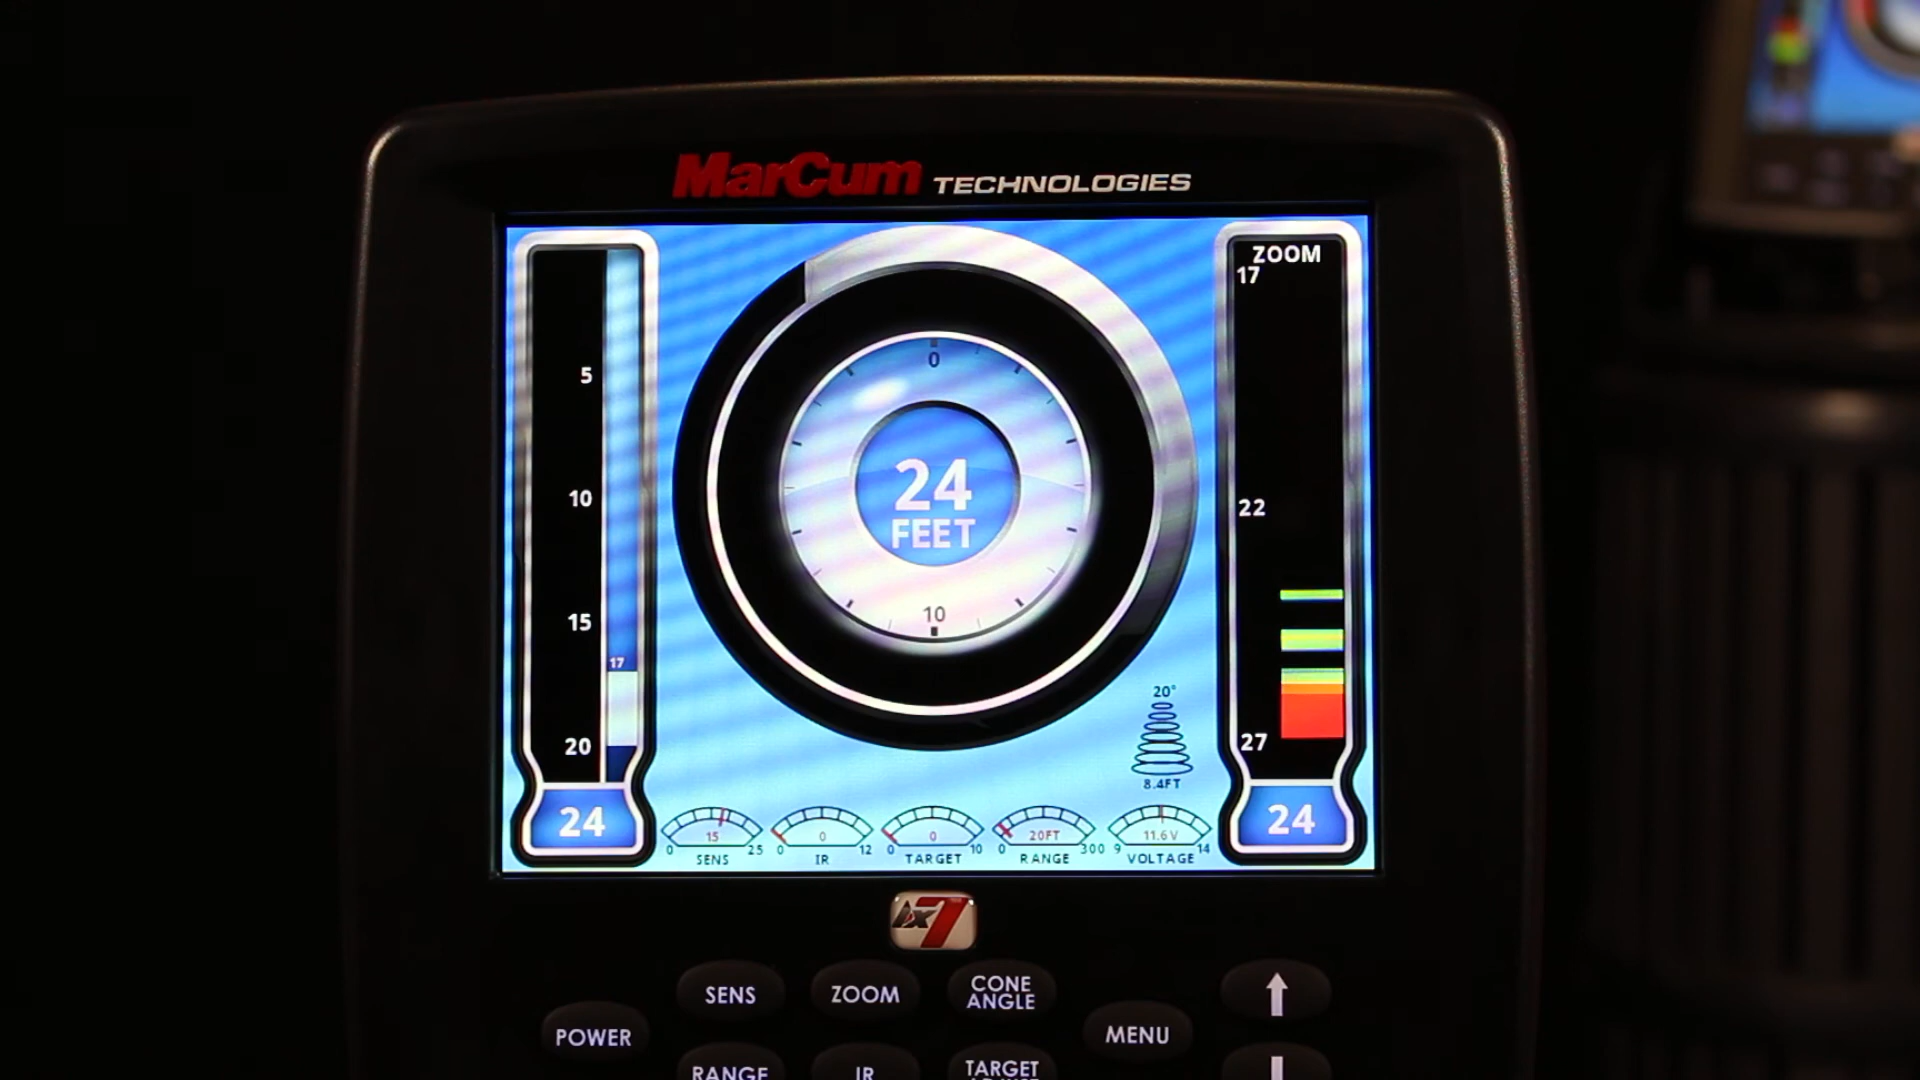 MarCum TECHNOLOGIES
ZOOM
17
5
10
15
17
20
24
0
24
FEET
10
22
27
24
20°
8.4FT
15
0 25
SENS
0
0 12
IR
0
0 10
TARGET
20FT
0 300
RANGE
11.6V
9 14
VOLTAGE
LX7
SENS
ZOOM
CONE
ANGLE
POWER
MENU
RANGE
IR
TARGET